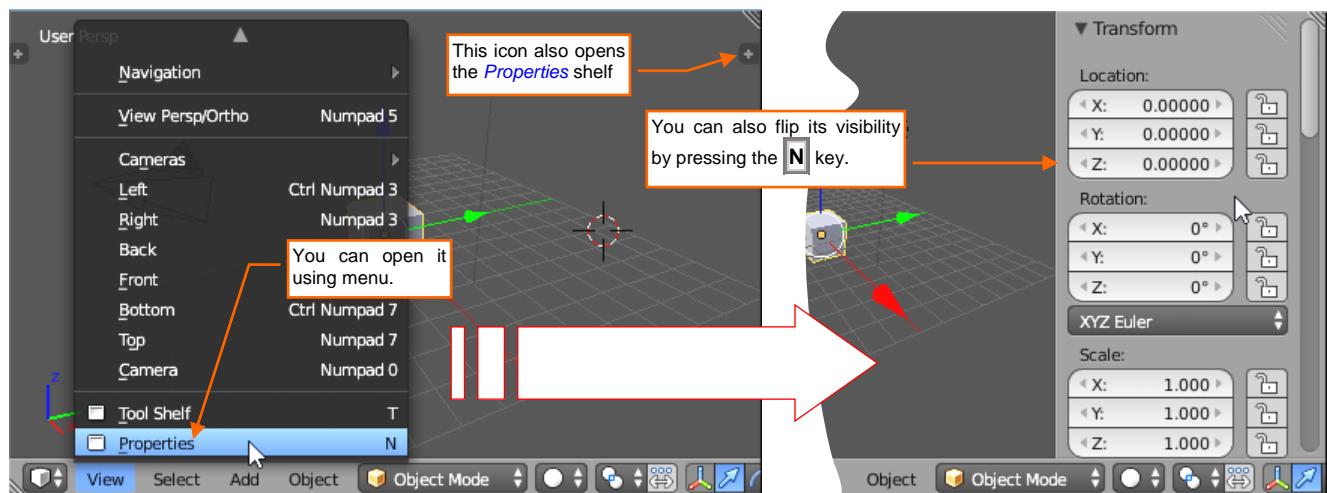 User Persp
Navigation
View Persp/Ortho Numpad 5
Cameras
Left Ctrl Numpad 3
Right Numpad 3
Back
Front
Bottom Ctrl Numpad 7
Top Numpad 7
Camera Numpad 0
Tool Shelf T
Properties N
View Select Add Object Object Mode
z
This icon also opens
the Properties shelf
You can open it
using menu.
You can also flip its visibility
by pressing the N key.
Transform
Location:
X: 0.00000
Y: 0.00000
Z: 0.00000
Rotation:
X: 0°
Y: 0°
Z: 0°
XYZ Euler
Scale:
X: 1.000
Y: 1.000
Z: 1.000
Object Object Mode